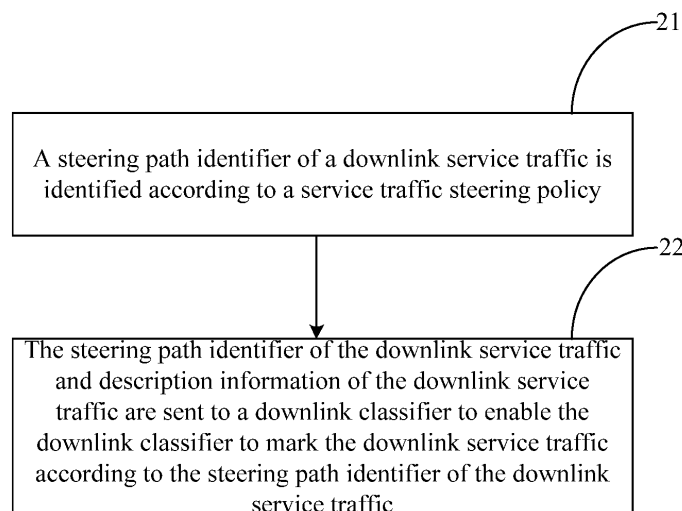 21
A steering path identifier of a downlink service traffic is
identified according to a service traffic steering policy
22
The steering path identifier of the downlink service traffic
and description information of the downlink service
traffic are sent to a downlink classifier to enable the
downlink classifier to mark the downlink service traffic
according to the steering path identifier of the downlink
service traffic